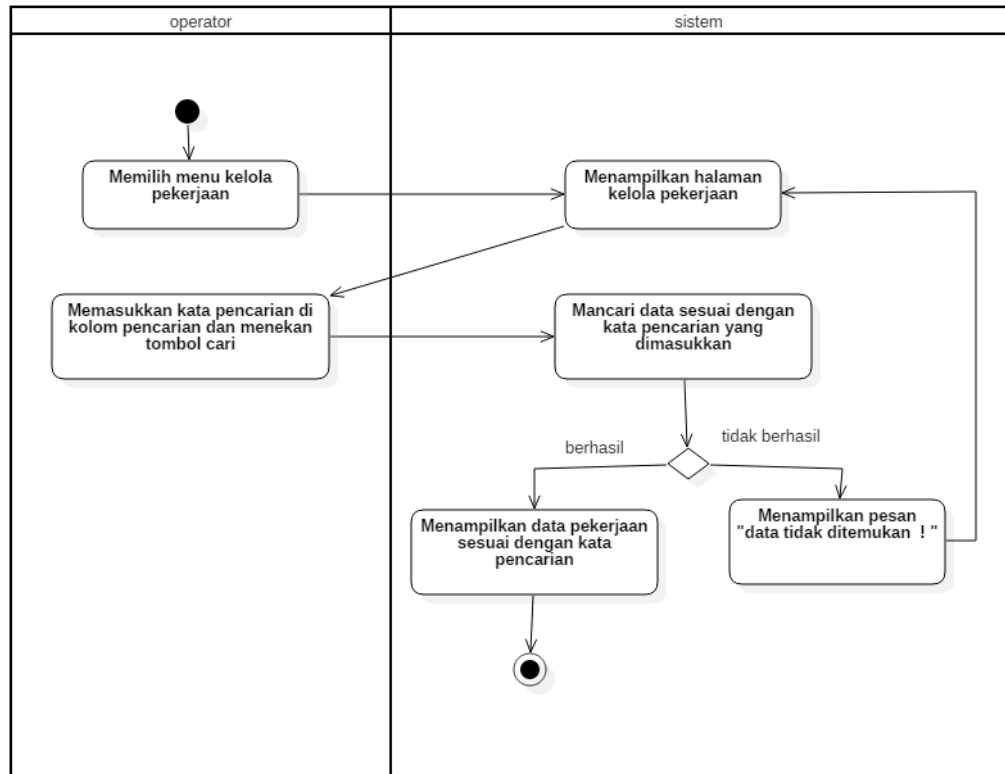 operator
sistem
Memilih menu kelola
pekerjaan
Menampilkan halaman
kelola pekerjaan
Memasukkan kata pencarian di
kolom pencarian dan menekan
tombol cari
Mancari data sesuai dengan
kata pencarian yang
dimasukkan
berhasil
tidak berhasil
Menampilkan data pekerjaan
sesuai dengan kata
pencarian
Menampilkan pesan
"data tidak ditemukan  ! "